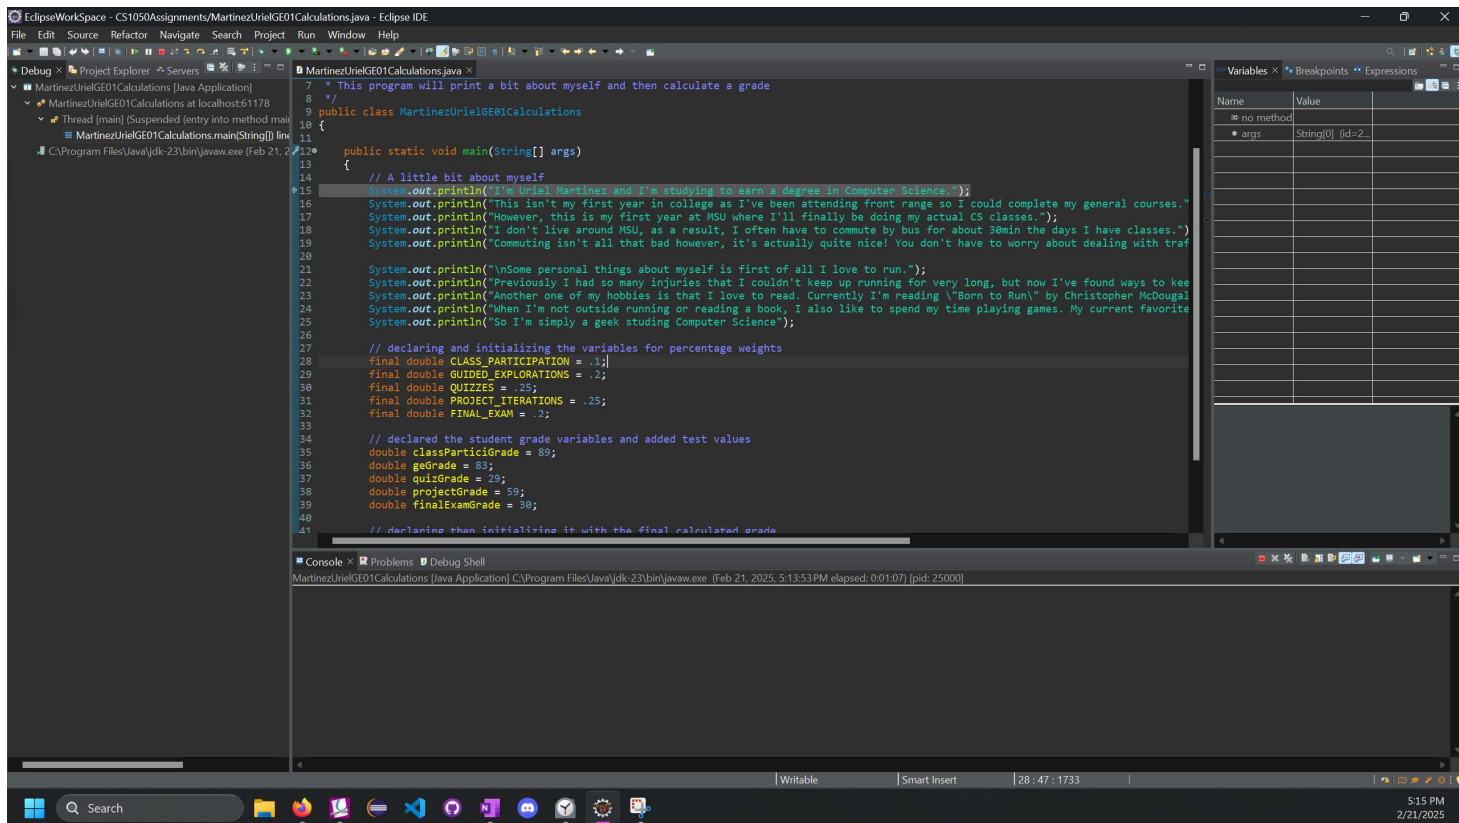 EclipseWorkSpace - CS1050Assignments/MartinezUrielGE01Calculations.java - Eclipse IDE
File Edit Source Refactor Navigate Search Project Run Window Help
Debug Project Explorer Servers
MartinezUrielGE01Calculations [Java Application]
MartinezUrielGE01Calculations at localhost:61178
Thread [main] (Suspended (entry into method mai
MartinezUrielGE01Calculations.main(String[]) line
C:\Program Files\Java\jdk-23\bin\javaw.exe (Feb 21, 2
MartinezUrielGE01Calculations.java
7 * This program will print a bit about myself and then calculate a grade
8 */
9 public class MartinezUrielGE01Calculations
10 {
11
12 public static void main(String[] args)
13 {
14 // A little bit about myself
15 System.out.println("I'm Uriel Martinez and I'm studying to earn a degree in Computer Science.");
16 System.out.println("This isn't my first year in college as I've been attending front range so I could complete my general courses."
17 System.out.println("However, this is my first year at MSU where I'll finally be doing my actual CS classes.");
18 System.out.println("I don't live around MSU, as a result, I often have to commute by bus for about 30min the days I have classes.")
19 System.out.println("Commuting isn't all that bad however, it's actually quite nice! You don't have to worry about dealing with traf
20
21 System.out.println("\nSome personal things about myself is first of all I love to run.");
22 System.out.println("Previously I had so many injuries that I couldn't keep up running for very long, but now I've found ways to kee
23 System.out.println("Another one of my hobbies is that I love to read. Currently I'm reading \"Born to Run\" by Christopher McDougal
24 System.out.println("When I'm not outside running or reading a book, I also like to spend my time playing games. My current favorite
25 System.out.println("So I'm simply a geek studing Computer Science");
26
27 // declaring and initializing the variables for percentage weights
28 final double CLASS_PARTICIPATION = .1;
29 final double GUIDED_EXPLORATIONS = .2;
30 final double QUIZZES = .25;
31 final double PROJECT_ITERATIONS = .25;
32 final double FINAL_EXAM = .2;
33
34 // declared the student grade variables and added test values
35 double classParticiGrade = 89;
36 double geGrade = 83;
37 double quizGrade = 29;
38 double projectGrade = 59;
39 double finalExamGrade = 30;
40
41 // declaring then initializing it with the final calculated grade
Variables Breakpoints Expressions
Name Value
no method
args String[0] (id=2...
Console Problems Debug Shell
MartinezUrielGE01Calculations [Java Application] C:\Program Files\Java\jdk-23\bin\javaw.exe (Feb 21, 2025, 5:13:53 PM elapsed: 0:01:07) [pid: 25000]
Writable Smart Insert 28 : 47 : 1733
Search
5:15 PM
2/21/2025